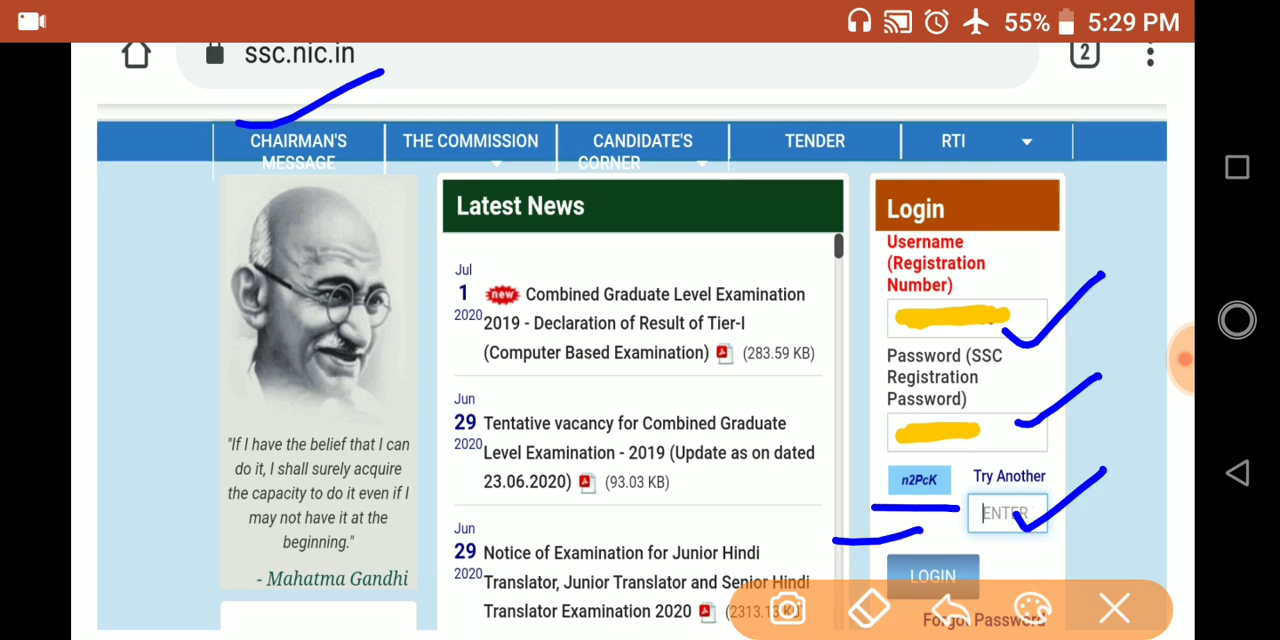 55% 5:29 PM
ssc.nic.in
2
CHAIRMAN'S
MESSAGE
THE COMMISSION
CANDIDATE'S
CORNER
TENDER
RTI
"If I have the belief that I can
do it, I shall surely acquire
the capacity to do it even if I
may not have it at the
beginning."
- Mahatma Gandhi
Latest News
Jul
1
2020
new Combined Graduate Level Examination
2019 - Declaration of Result of Tier-I
(Computer Based Examination) (283.59 KB)
Jun
29
2020
Tentative vacancy for Combined Graduate
Level Examination - 2019 (Update as on dated
23.06.2020) (93.03 KB)
Jun
29
2020
Notice of Examination for Junior Hindi
Translator, Junior Translator and Senior Hindi
Translator Examination 2020 (2313.13 KB)
Login
Username
(Registration
Number)
Password (SSC
Registration
Password)
n2PcK
Try Another
ENTER
LOGIN
Forgot Password